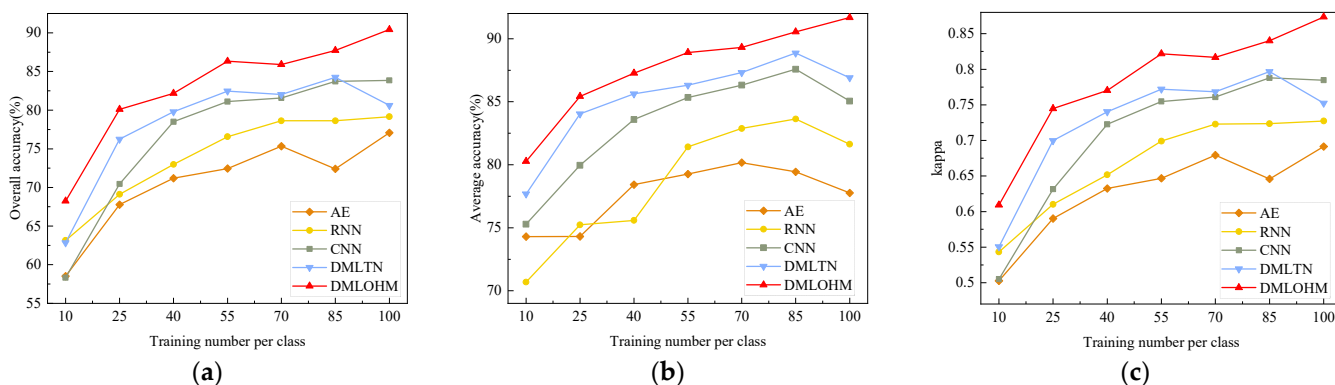 Overall accuracy(%)
90
85
80
75
70
65
60
55
AE
RNN
CNN
DMLTN
DMLOHM
10 25 40 55 70 85 100
Training number per class
(a)
Average accuracy(%)
90
85
80
75
70
AE
RNN
CNN
DMLTN
DMLOHM
10 25 40 55 70 85 100
Training number per class
(b)
kappa
0.85
0.8
0.75
0.7
0.65
0.6
0.55
0.5
AE
RNN
CNN
DMLTN
DMLOHM
10 25 40 55 70 85 100
Training number per class
(c)